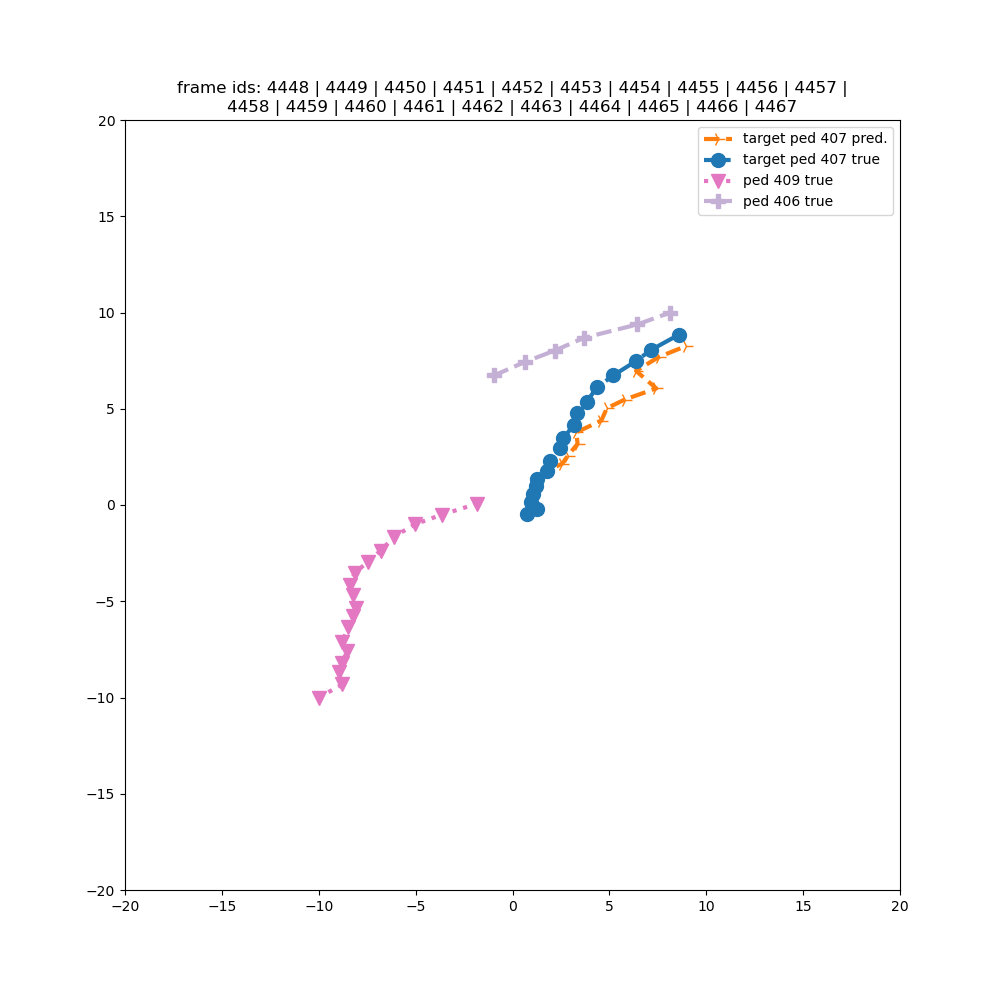 frame ids: 4448 | 4449 | 4450 | 4451 | 4452 | 4453 | 4454 | 4455 | 4456 | 4457 |
4458 | 4459 | 4460 | 4461 | 4462 | 4463 | 4464 | 4465 | 4466 | 4467
target ped 407 pred.
target ped 407 true
ped 409 true
ped 406 true
20
15
10
5
0
−5
−10
−15
−20
−20 −15 −10 −5 0 5 10 15 20